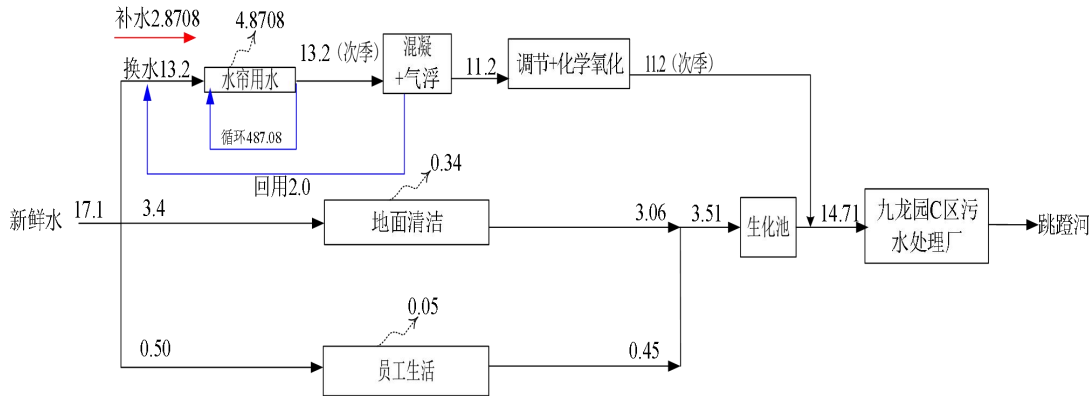 补水2.8708
4.8708
换水13.2
水帘用水
13.2（次季）
混凝
+气浮
11.2
调节+化学氧化
11.2（次季）
循环487.08
回用2.0
0.34
新鲜水
17.1
3.4
地面清洁
3.06
3.51
生化池
14.71
九龙园C区污
水处理厂
跳蹬河
0.05
0.50
员工生活
0.45